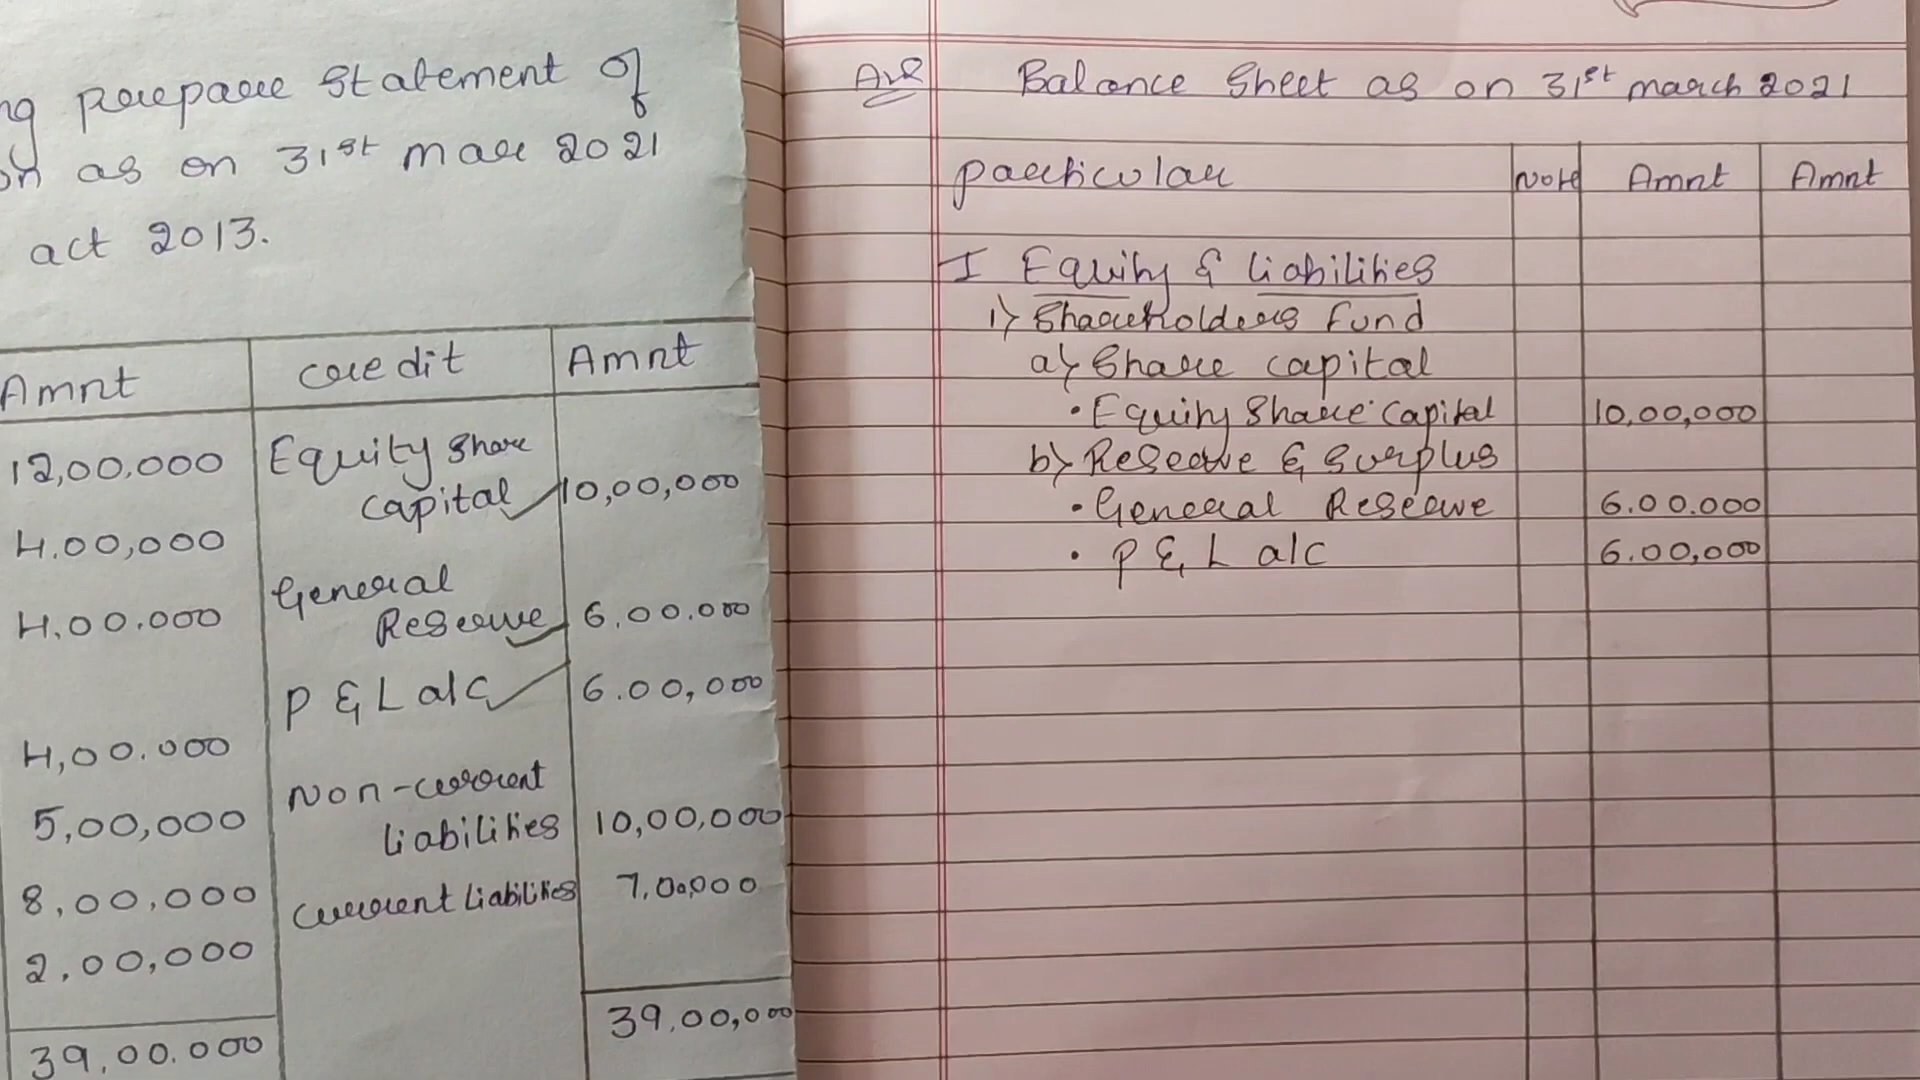 ng prepare statement of
on as on 31st mar 2021
act 2013.
Amnt credit Amnt
12,00,000 Equity share
capital 10,00,000
4.00,000
General
4.00.000 Reserve 6.00.000
P & L a/c 6.00,000
4,00.000
Non-current
5,00,000 liabilities 10,00,000
8,00,000 current liabilities 7,00,000
2,00,000
39,00,000
39,00.000
Ans Balance Sheet as on 31st march 2021
particular Note Amnt Amnt
I Equity & liabilities
1) Shareholders fund
a) Share capital
• Equity Share capital 10,00,000
b) Reserve & Surplus
• General Reserve 6.00.000
• P & L a/c 6.00,000